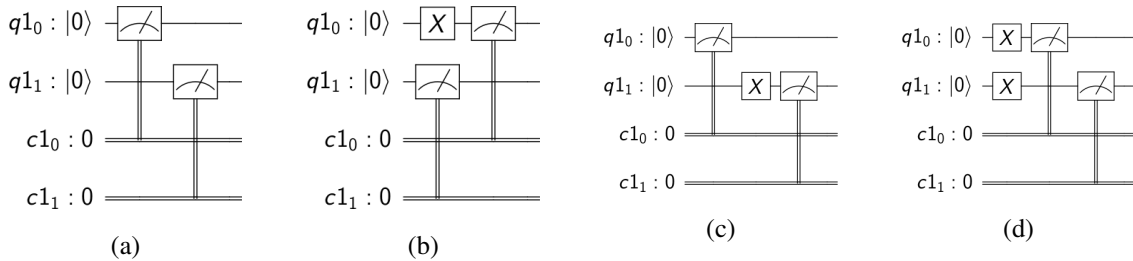 q1₀ : |0⟩
q1₁ : |0⟩
c1₀ : 0
c1₁ : 0
(a)
q1₀ : |0⟩ X
q1₁ : |0⟩
c1₀ : 0
c1₁ : 0
(b)
q1₀ : |0⟩
q1₁ : |0⟩ X
c1₀ : 0
c1₁ : 0
(c)
q1₀ : |0⟩ X
q1₁ : |0⟩ X
c1₀ : 0
c1₁ : 0
(d)